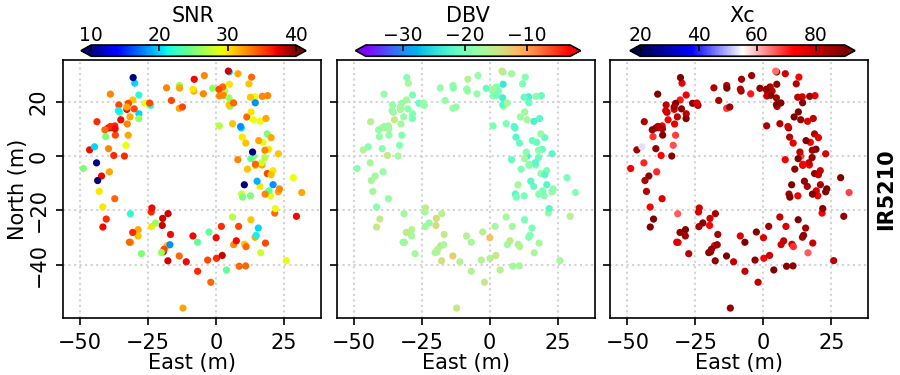 SNR DBV Xc
10 20 30 40 −30 −20 −10 20 40 60 80
North (m)
20
0
−20
−40
IR5210
−50 −25 0 25 −50 −25 0 25 −50 −25 0 25
East (m) East (m) East (m)